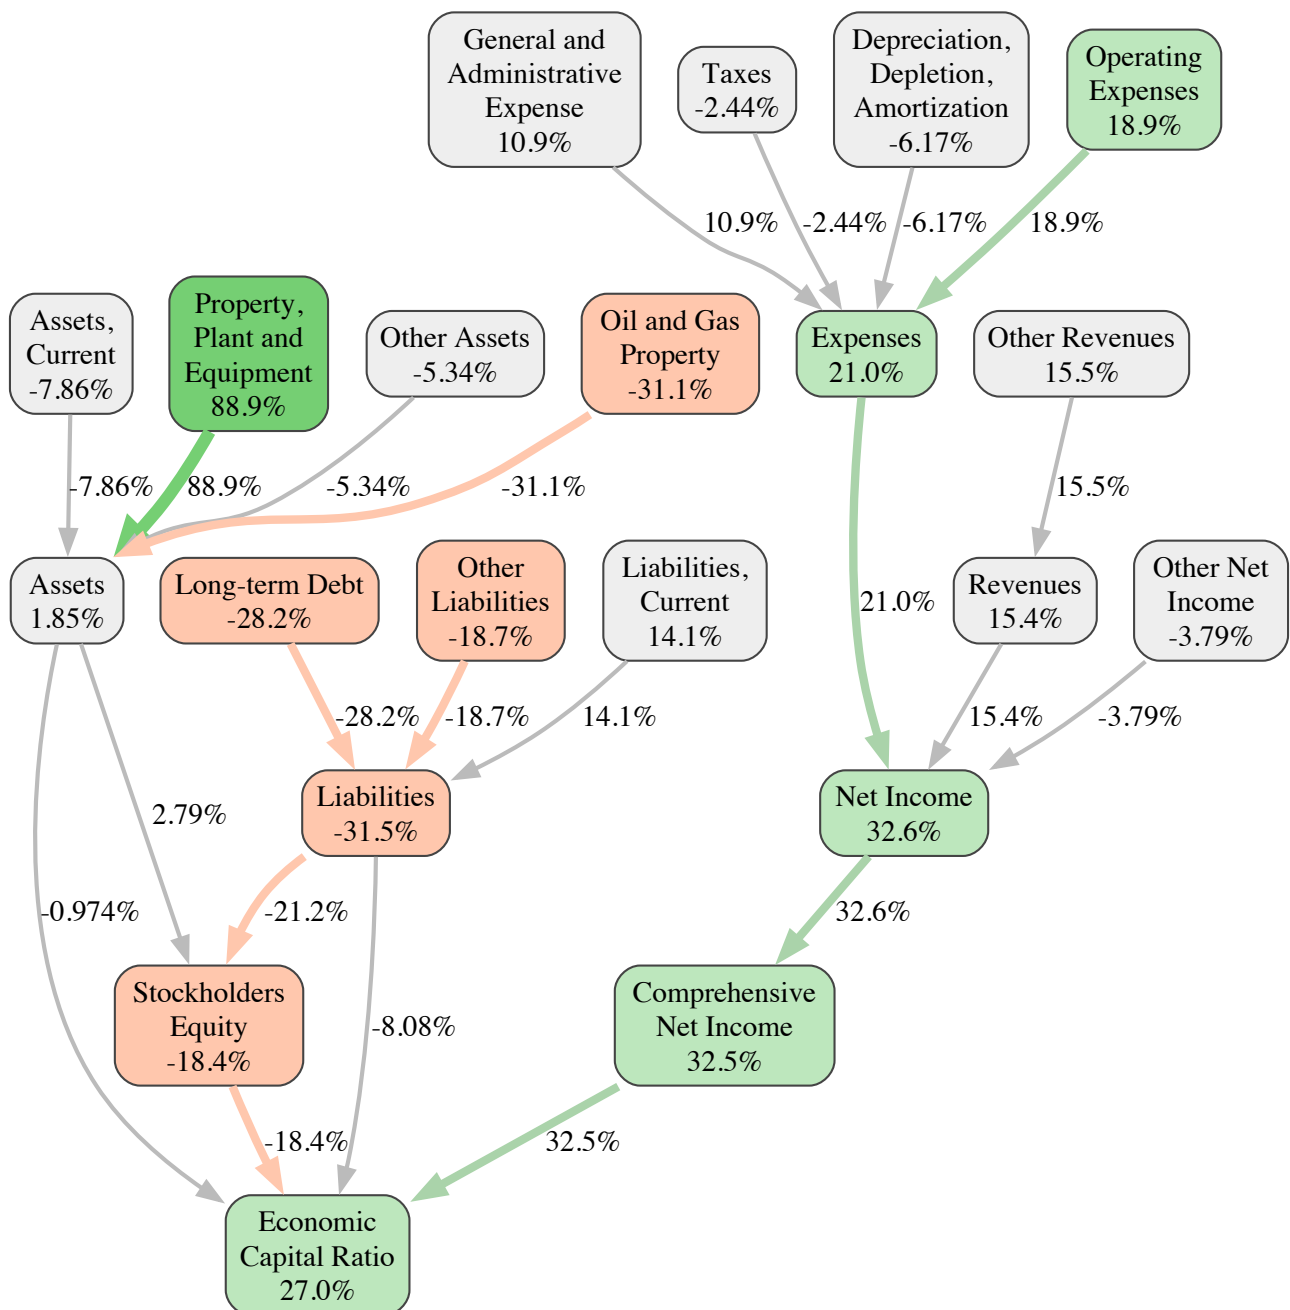 General and
Administrative
Expense
10.9%
Taxes
-2.44%
Depreciation,
Depletion,
Amortization
-6.17%
Operating
Expenses
18.9%
10.9%
-2.44%
-6.17%
18.9%
Assets,
Current
-7.86%
Property,
Plant and
Equipment
88.9%
Other Assets
-5.34%
Oil and Gas
Property
-31.1%
Expenses
21.0%
Other Revenues
15.5%
-7.86%
88.9%
-5.34%
-31.1%
15.5%
Assets
1.85%
Long-term Debt
-28.2%
Other
Liabilities
-18.7%
Liabilities,
Current
14.1%
21.0%
Revenues
15.4%
Other Net
Income
-3.79%
-28.2%
-18.7%
14.1%
15.4%
-3.79%
2.79%
Liabilities
-31.5%
Net Income
32.6%
-0.974%
-21.2%
32.6%
Stockholders
Equity
-18.4%
-8.08%
Comprehensive
Net Income
32.5%
-18.4%
32.5%
Economic
Capital Ratio
27.0%